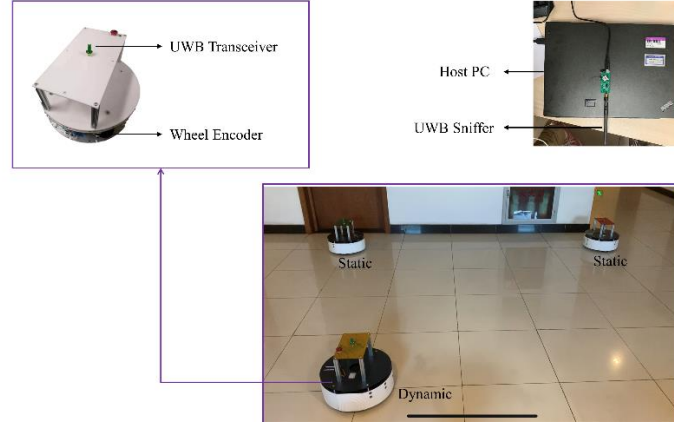 UWB Transceiver
Wheel Encoder
Host PC
UWB Sniffer
Static
Static
Dynamic